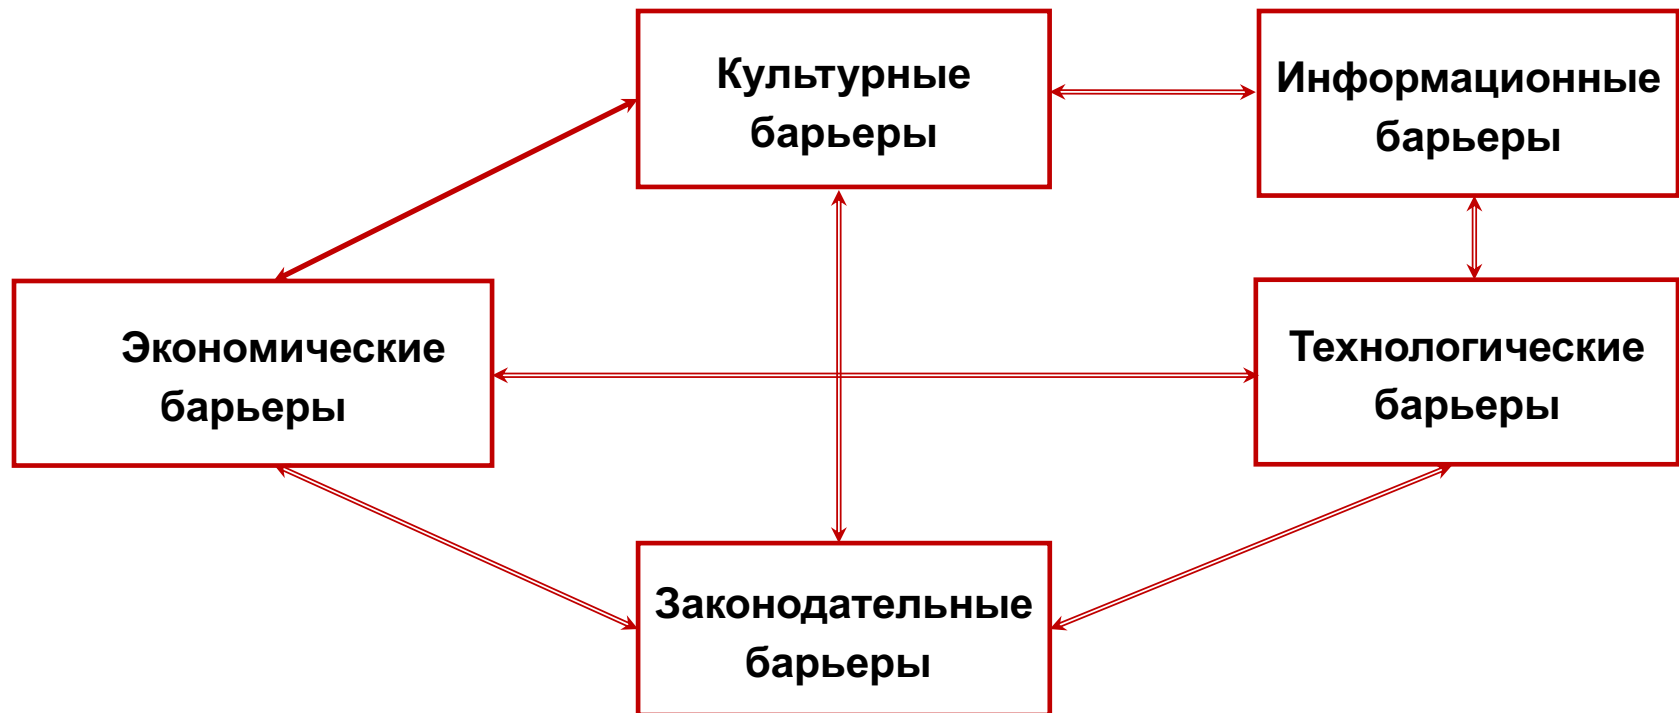 Культурные
барьеры
Информационные
барьеры
Экономические
барьеры
Технологические
барьеры
Законодательные
барьеры